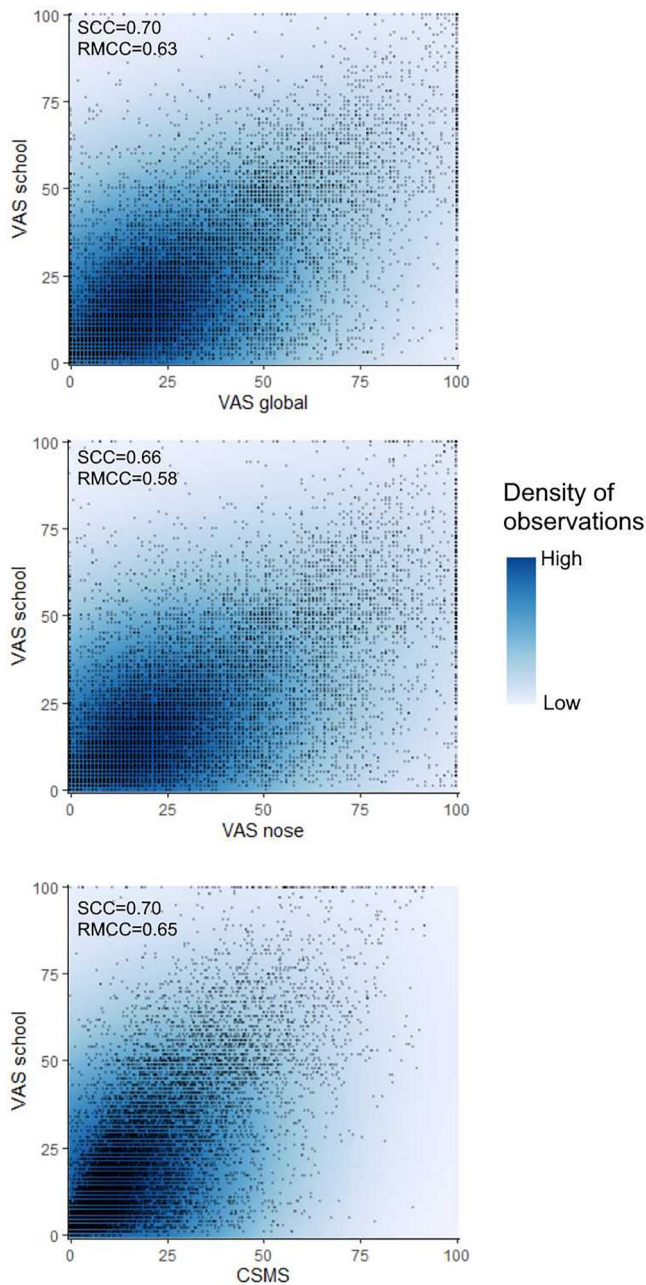 SCC=0.70
RMCC=0.63
VAS school
100
75
50
25
0
0 25 50 75 100
VAS global
SCC=0.66
RMCC=0.58
VAS school
100
75
50
25
0
0 25 50 75 100
VAS nose
Density of
observations
High
Low
SCC=0.70
RMCC=0.65
VAS school
100
75
50
25
0
0 25 50 75 100
CSMS